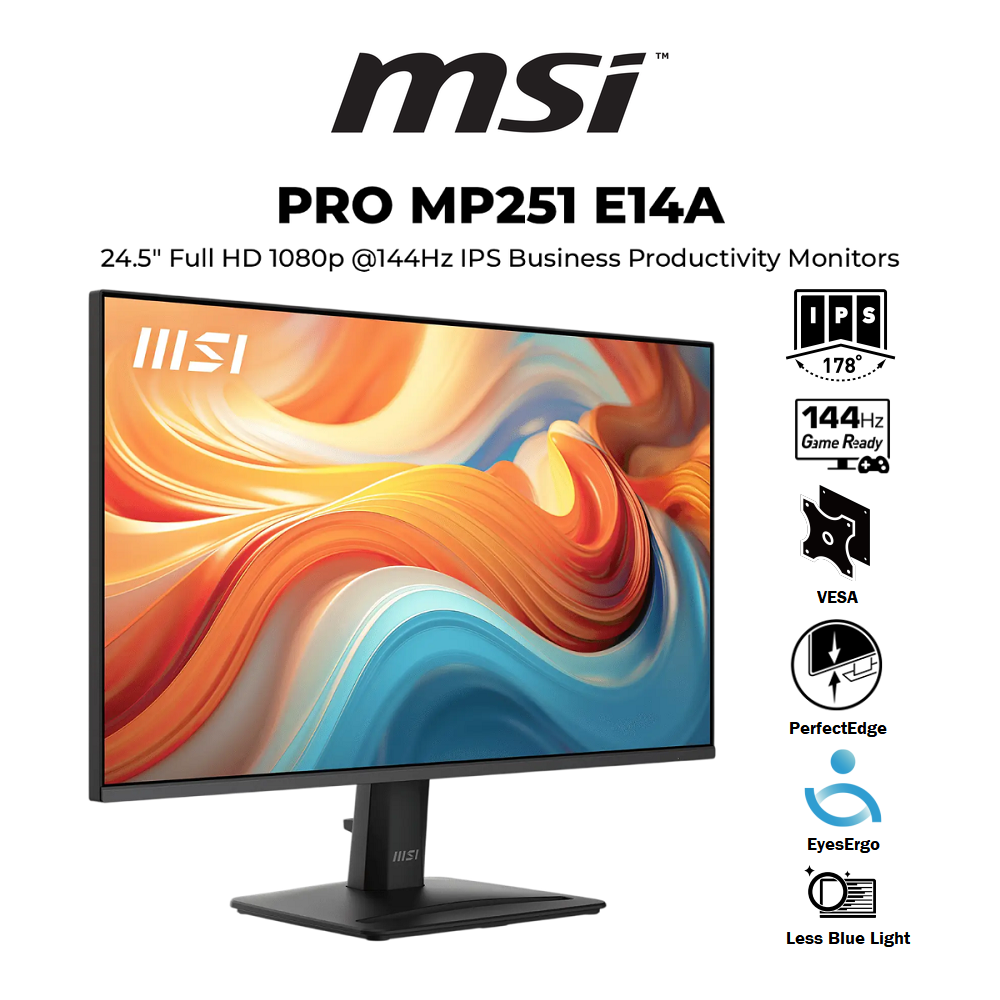 msi™
PRO MP251 E14A
24.5" Full HD 1080p @144Hz IPS Business Productivity Monitors
MSI
IPS
178°
144Hz
Game Ready
VESA
PerfectEdge
EyesErgo
MSI
Less Blue Light